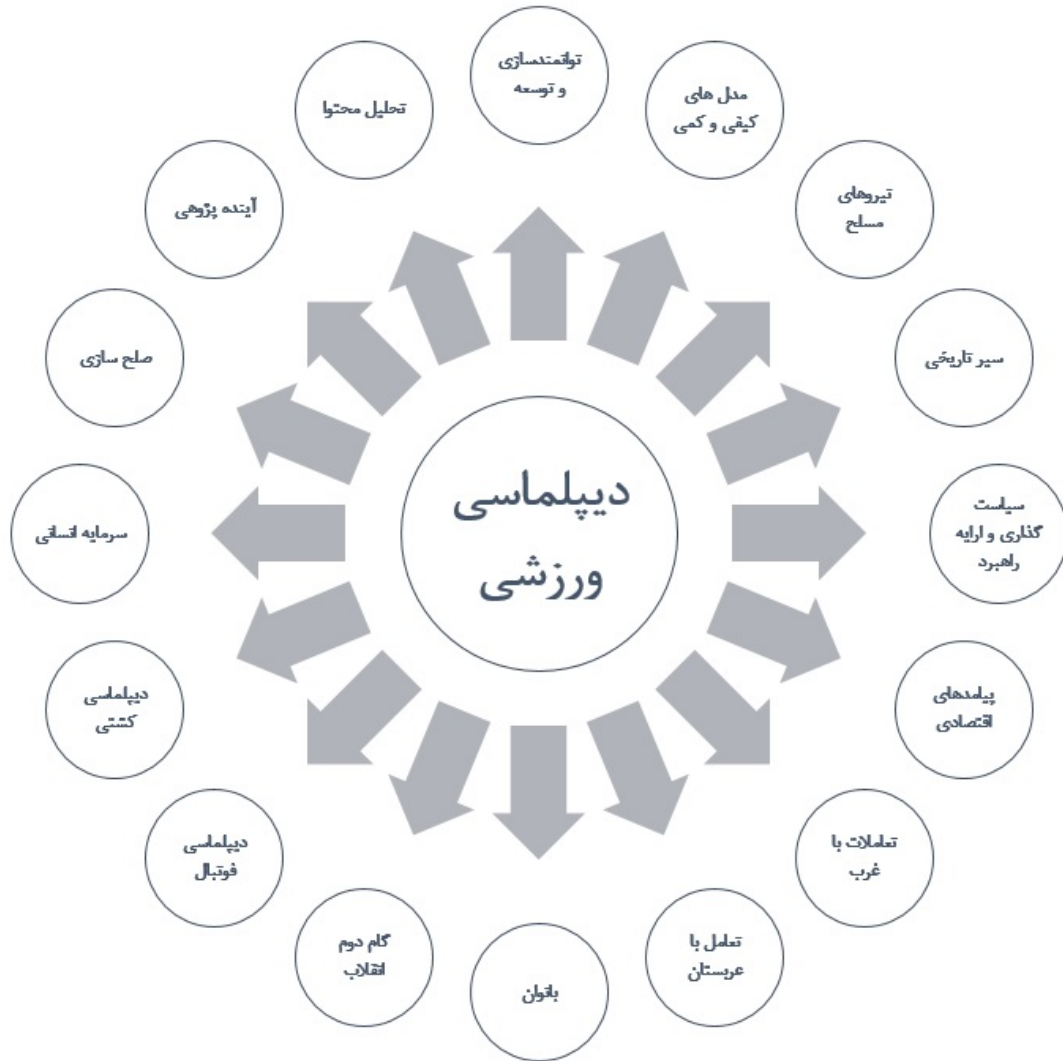 دیپلماسی
ورزشی
توانمندسازی
و توسعه
مدل های
کیفی و کمی
نیروهای
مسلح
سیر تاریخی
سیاست
گذاری و ارایه
راهبرد
پیامدهای
اقتصادی
تعاملات با
غرب
تعامل با
عربستان
بانوان
گام دوم
انقلاب
دیپلماسی
فوتبال
دیپلماسی
کشتی
سرمایه انسانی
صلح سازی
آینده پژوهی
تحلیل محتوا